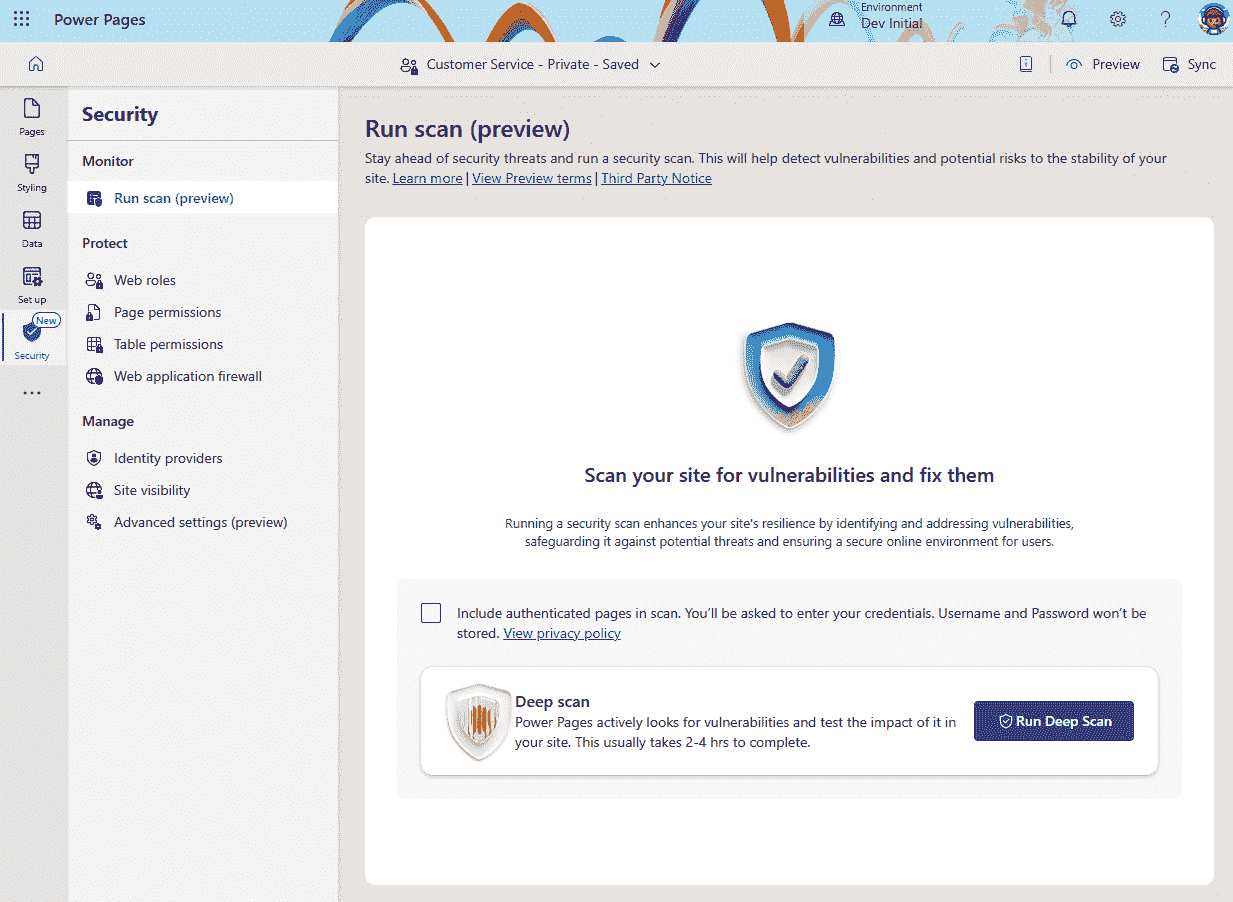 Power Pages
Environment
Dev Initial
Customer Service - Private - Saved
Preview
Sync
Pages
Styling
Data
Set up
New
Security
Security
Monitor
Run scan (preview)
Protect
Web roles
Page permissions
Table permissions
Web application firewall
Manage
Identity providers
Site visibility
Advanced settings (preview)
Run scan (preview)
Stay ahead of security threats and run a security scan. This will help detect vulnerabilities and potential risks to the stability of your
site. Learn more | View Preview terms | Third Party Notice
Scan your site for vulnerabilities and fix them
Running a security scan enhances your site's resilience by identifying and addressing vulnerabilities,
safeguarding it against potential threats and ensuring a secure online environment for users.
Include authenticated pages in scan. You’ll be asked to enter your credentials. Username and Password won’t be
stored. View privacy policy
Deep scan
Power Pages actively looks for vulnerabilities and test the impact of it in
your site. This usually takes 2-4 hrs to complete.
Run Deep Scan